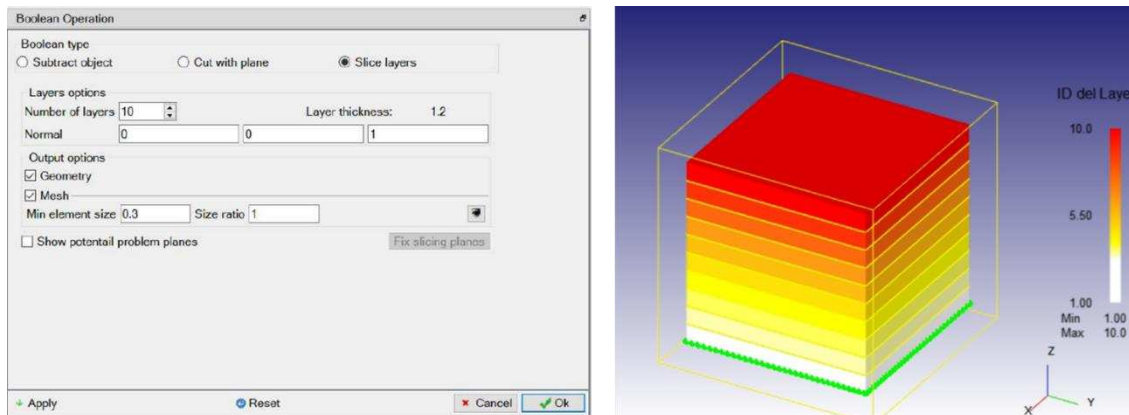 Boolean Operation
Boolean type
Subtract object Cut with plane Slice layers
Layers options
Number of layers 10 Layer thickness: 1.2
Normal 0 0 1
Output options
Geometry
Mesh
Min element size 0.3 Size ratio 1
Show potentail problem planes Fix slicing planes
Apply Reset Cancel Ok
ID del Laye
10.0
5.50
1.00
Min 1.00
Max 10.0
Z
X Y